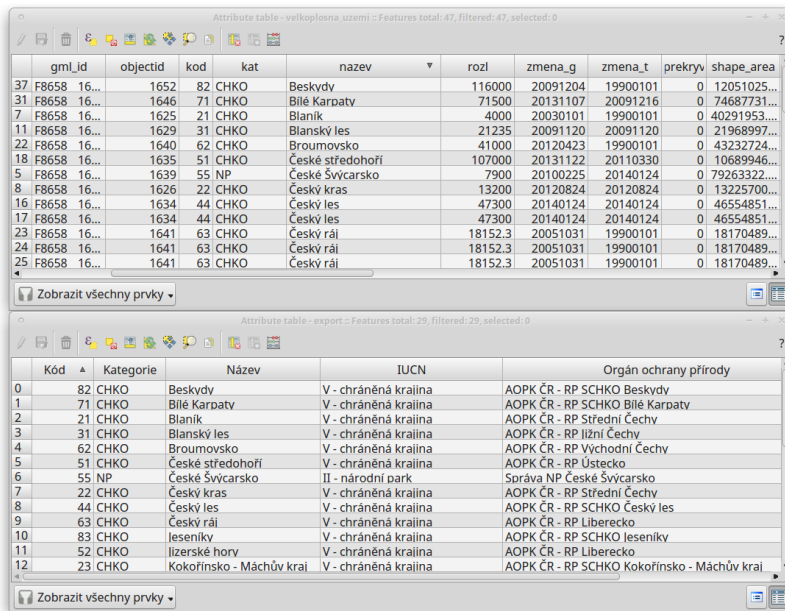 Attribute table - velkoplosna_uzemi :: Features total: 47, filtered: 47, selected: 0
?
gml_id objectid kod kat nazev rozl zmena_g zmena_t prekryv shape_area
37 F8658 16... 1652 82 CHKO Beskydy 116000 20091204 19900101 0 12051025...
31 F8658 16... 1646 71 CHKO Bílé Karpaty 71500 20131107 20091216 0 74687731...
7 F8658 16... 1625 21 CHKO Blaník 4000 20030101 19900101 0 40291953....
11 F8658 16... 1629 31 CHKO Blanský les 21235 20091120 20091120 0 21968997...
22 F8658 16... 1640 62 CHKO Broumovsko 41000 20120423 19900101 0 43232724...
18 F8658 16... 1635 51 CHKO České středohoří 107000 20131122 20110330 0 10689946...
5 F8658 16... 1639 55 NP České Švýcarsko 7900 20100225 20140124 0 79263322....
8 F8658 16... 1626 22 CHKO Český kras 13200 20120824 20120824 0 13225700...
16 F8658 16... 1634 44 CHKO Český les 47300 20140124 20140124 0 46554851...
17 F8658 16... 1634 44 CHKO Český les 47300 20140124 20140124 0 46554851...
23 F8658 16... 1641 63 CHKO Český ráj 18152.3 20051031 19900101 0 18170489...
24 F8658 16... 1641 63 CHKO Český ráj 18152.3 20051031 19900101 0 18170489...
25 F8658 16... 1641 63 CHKO Český ráj 18152.3 20051031 19900101 0 18170489...
Zobrazit všechny prvky
Attribute table - export :: Features total: 29, filtered: 29, selected: 0
?
Kód Kategorie Název IUCN Orgán ochrany přírody
0 82 CHKO Beskydy V - chráněná krajina AOPK ČR - RP SCHKO Beskydy
1 71 CHKO Bílé Karpaty V - chráněná krajina AOPK ČR - RP SCHKO Bílé Karpaty
2 21 CHKO Blaník V - chráněná krajina AOPK ČR - RP Střední Čechy
3 31 CHKO Blanský les V - chráněná krajina AOPK ČR - RP Jižní Čechy
4 62 CHKO Broumovsko V - chráněná krajina AOPK ČR - RP Východní Čechy
5 51 CHKO České středohoří V - chráněná krajina AOPK ČR - RP Ústecko
6 55 NP České Švýcarsko II - národní park Správa NP České Švýcarsko
7 22 CHKO Český kras V - chráněná krajina AOPK ČR - RP Střední Čechy
8 44 CHKO Český les V - chráněná krajina AOPK ČR - RP SCHKO Český les
9 63 CHKO Český ráj V - chráněná krajina AOPK ČR - RP Liberecko
10 83 CHKO Jeseníky V - chráněná krajina AOPK ČR - RP SCHKO Jeseníky
11 52 CHKO Jizerské hory V - chráněná krajina AOPK ČR - RP Liberecko
12 23 CHKO Kokořínsko - Máchův kraj V - chráněná krajina AOPK ČR - RP SCHKO Kokořínsko - Máchův kraj
Zobrazit všechny prvky